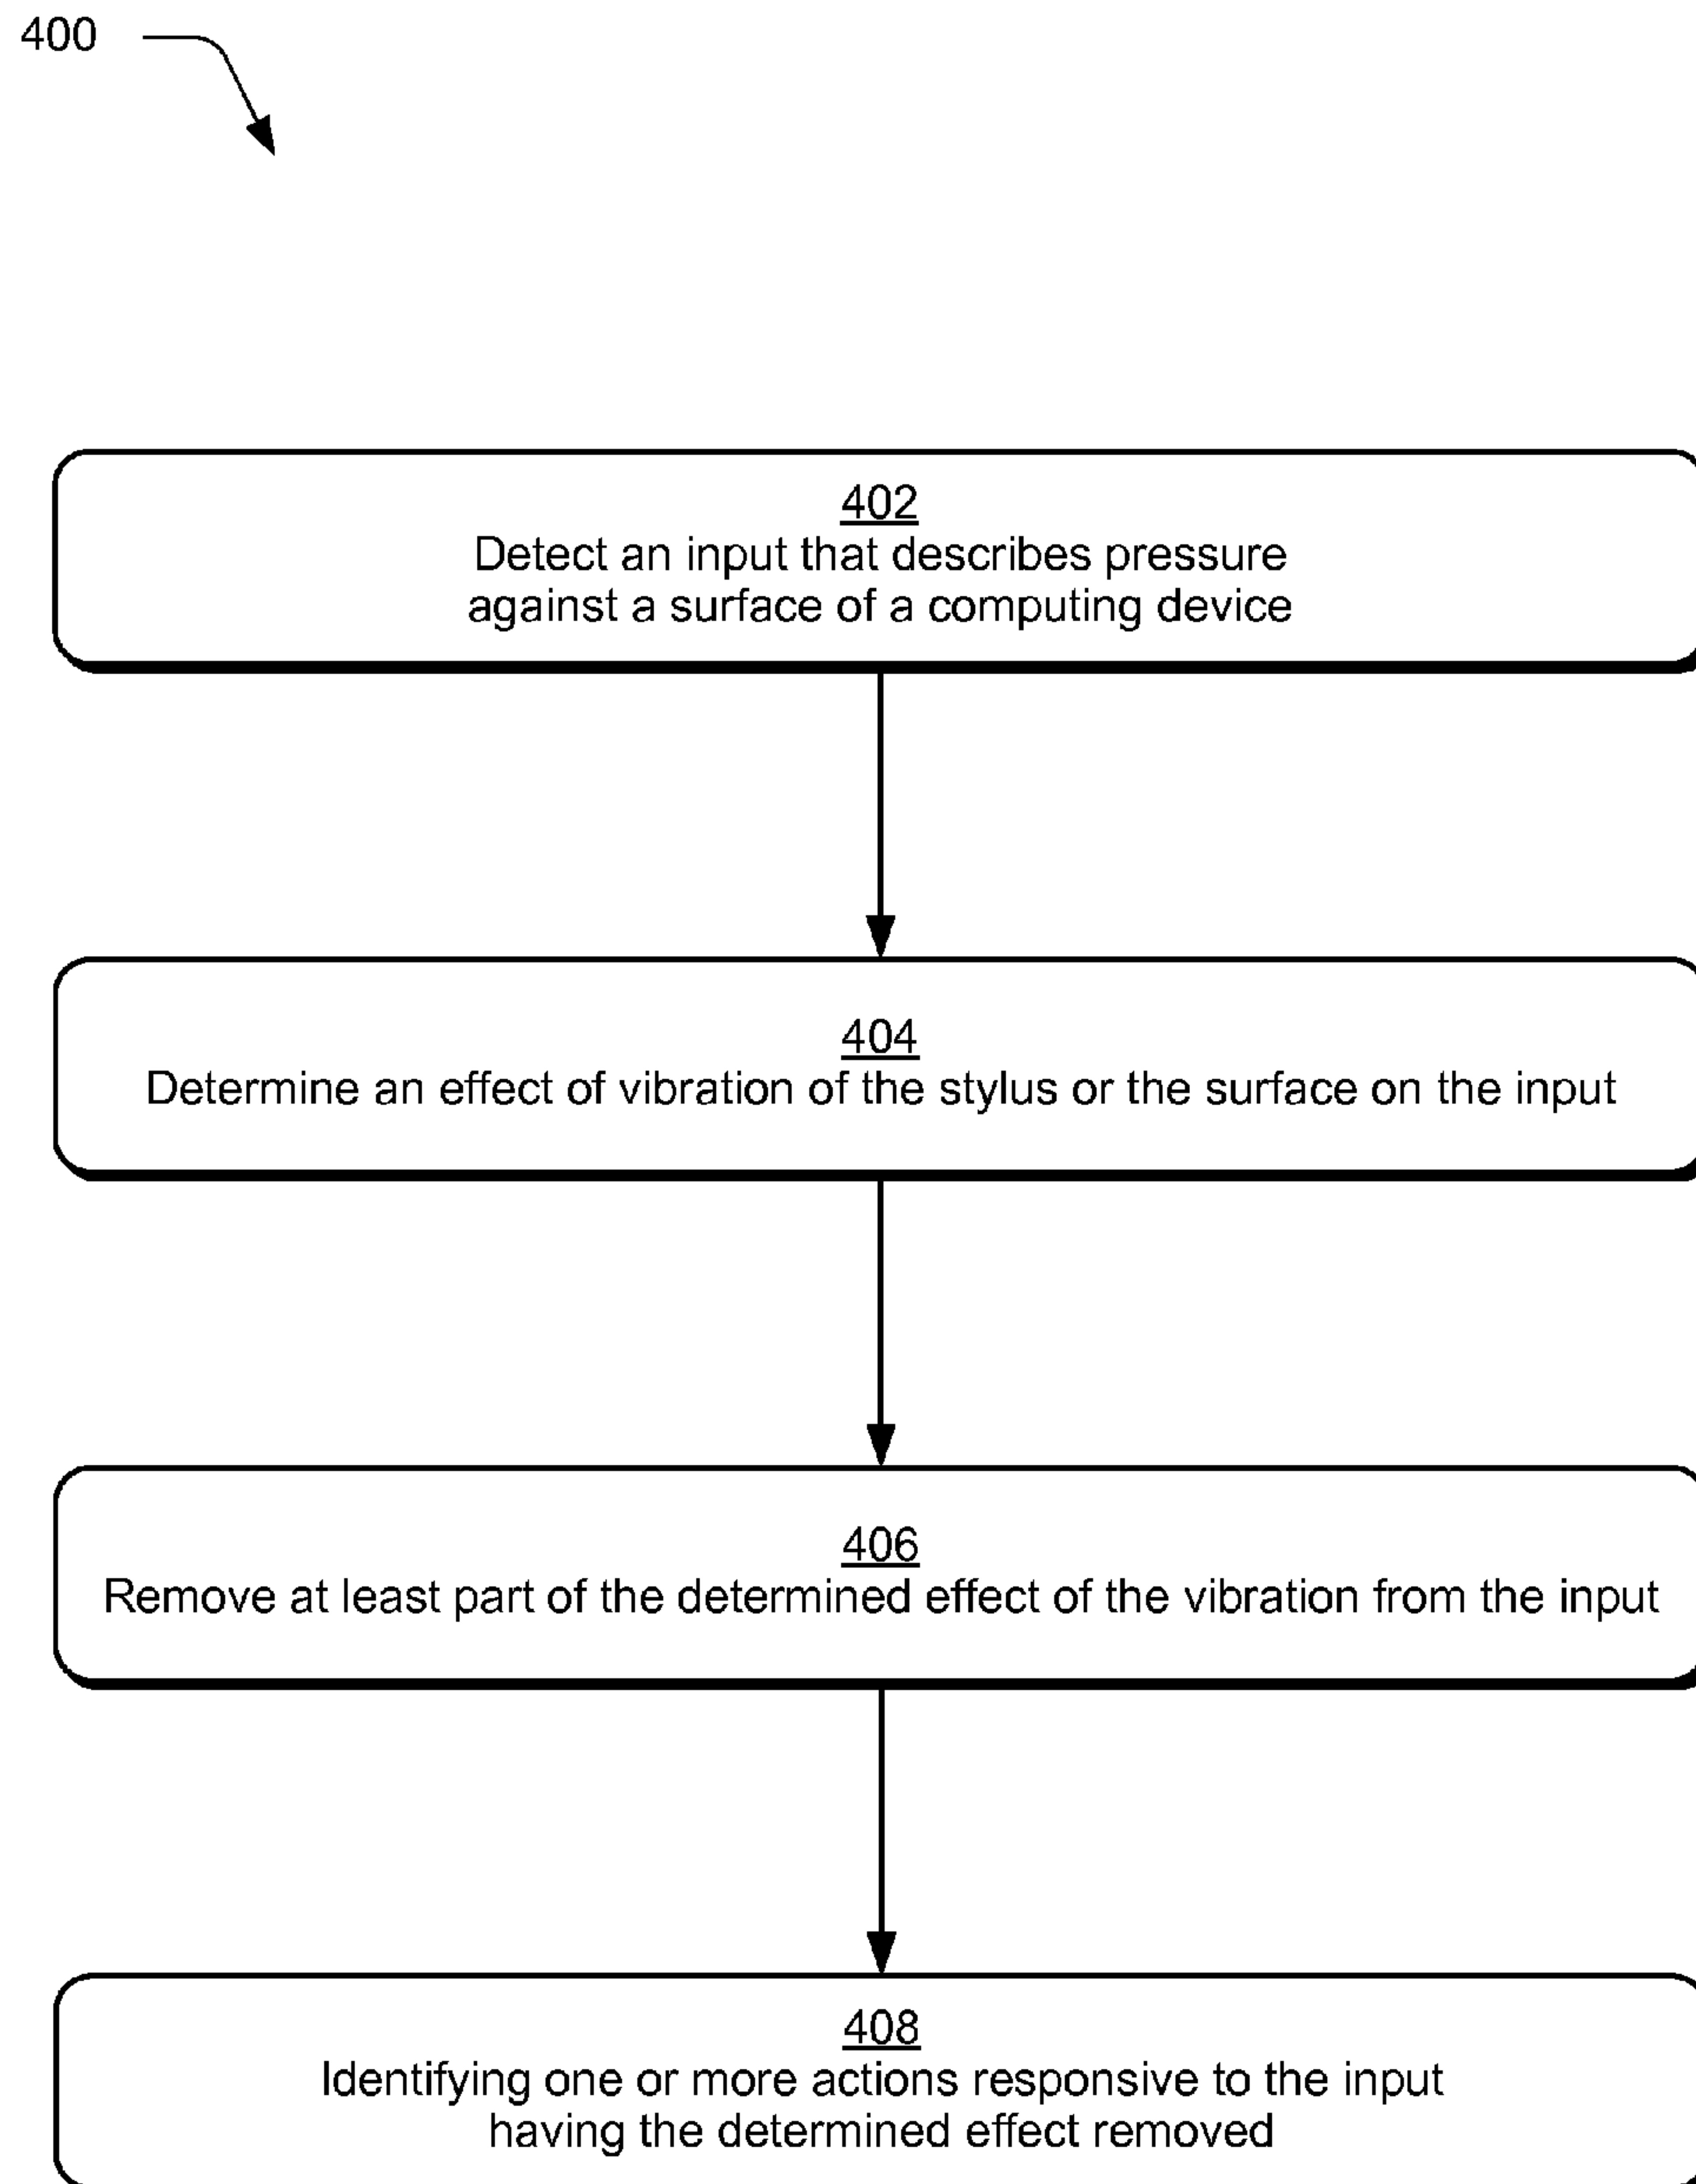 400
402
Detect an input that describes pressure
against a surface of a computing device
404
Determine an effect of vibration of the stylus or the surface on the input
406
Remove at least part of the determined effect of the vibration from the input
408
Identifying one or more actions responsive to the input
having the determined effect removed